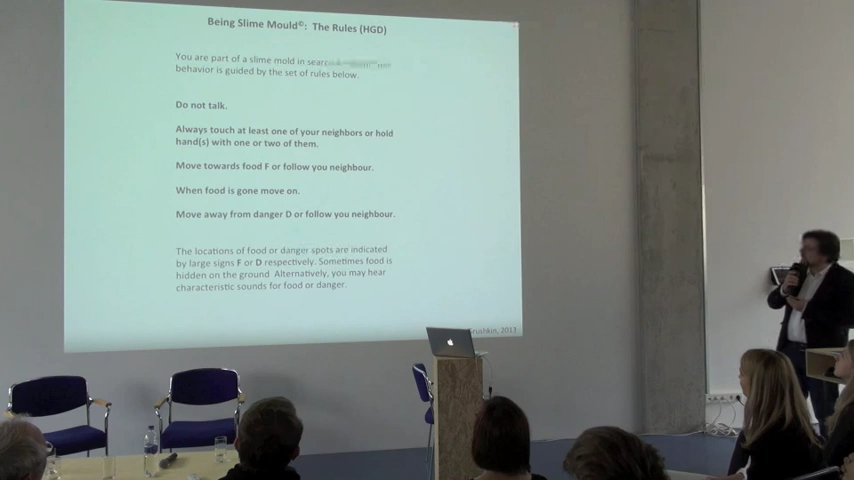 Being Slime Mould©: The Rules (HGD)
You are part of a slime mold in
behavior is guided by the set of rules below.
Do not talk.
Always touch at least one of your neighbors or hold
hand(s) with one or two of them.
Move towards food F or follow you neighbour.
When food is gone move on.
Move away from danger D or follow you neighbour.
The locations of food or danger spots are indicated
by large signs F or D respectively. Sometimes food is
hidden on the ground Alternatively, you may hear
characteristic sounds for food or danger.
2013